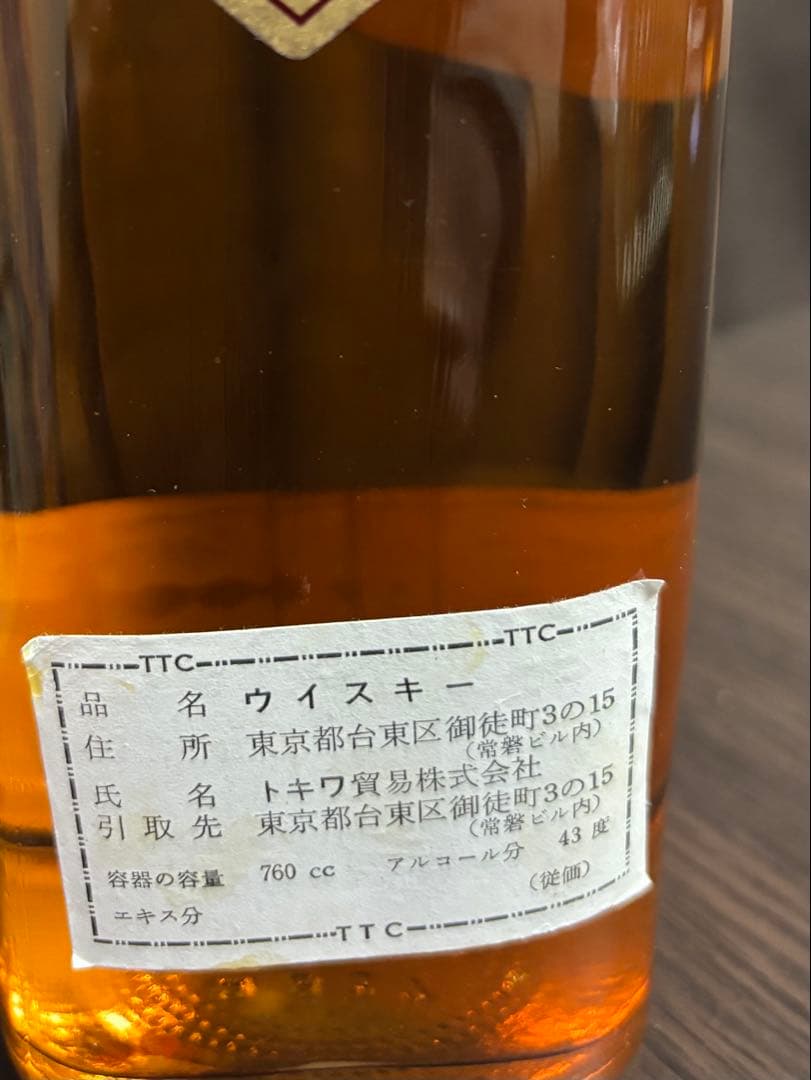 TTC TTC
品名 ウイスキー
住所 東京都台東区御徒町3の15
(常磐ビル内)
氏名 トキワ貿易株式会社
引取先 東京都台東区御徒町3の15
(常磐ビル内)
容器の容量 760 cc アルコール分 43 度
エキス分 (従価)
TTC